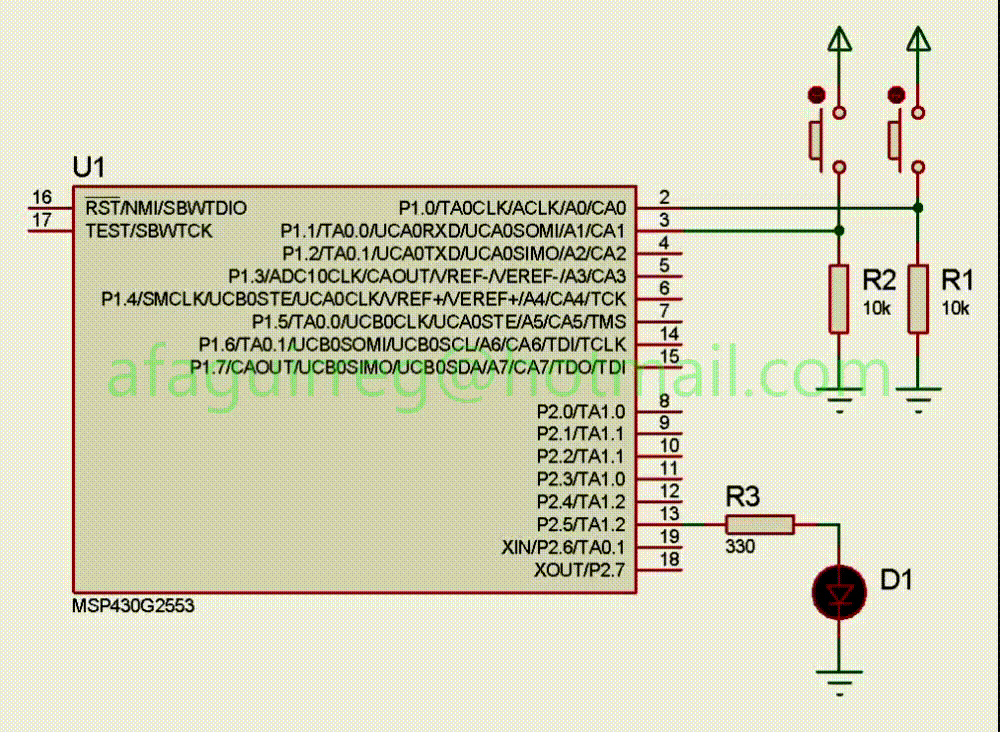 U1
16
RST/NMI/SBWTDIO
17
TEST/SBWTCK
P1.0/TA0CLK/ACLK/A0/CA0
2
P1.1/TA0.0/UCA0RXD/UCA0SOMI/A1/CA1
3
P1.2/TA0.1/UCA0TXD/UCA0SIMO/A2/CA2
4
P1.3/ADC10CLK/CAOUT/VREF-/VEREF-/A3/CA3
5
P1.4/SMCLK/UCB0STE/UCA0CLK/VREF+/VEREF+/A4/CA4/TCK
6
P1.5/TA0.0/UCB0CLK/UCA0STE/A5/CA5/TMS
7
P1.6/TA0.1/UCB0SOMI/UCB0SCL/A6/CA6/TDI/TCLK
14
P1.7/CAOUT/UCB0SIMO/UCB0SDA/A7/CA7/TDO/TDI
15
P2.0/TA1.0
8
P2.1/TA1.1
9
P2.2/TA1.1
10
P2.3/TA1.0
11
P2.4/TA1.2
12
P2.5/TA1.2
13
XIN/P2.6/TA0.1
19
XOUT/P2.7
18
MSP430G2553
R2
10k
R1
10k
R3
330
D1
afaguirreg@hotmail.com